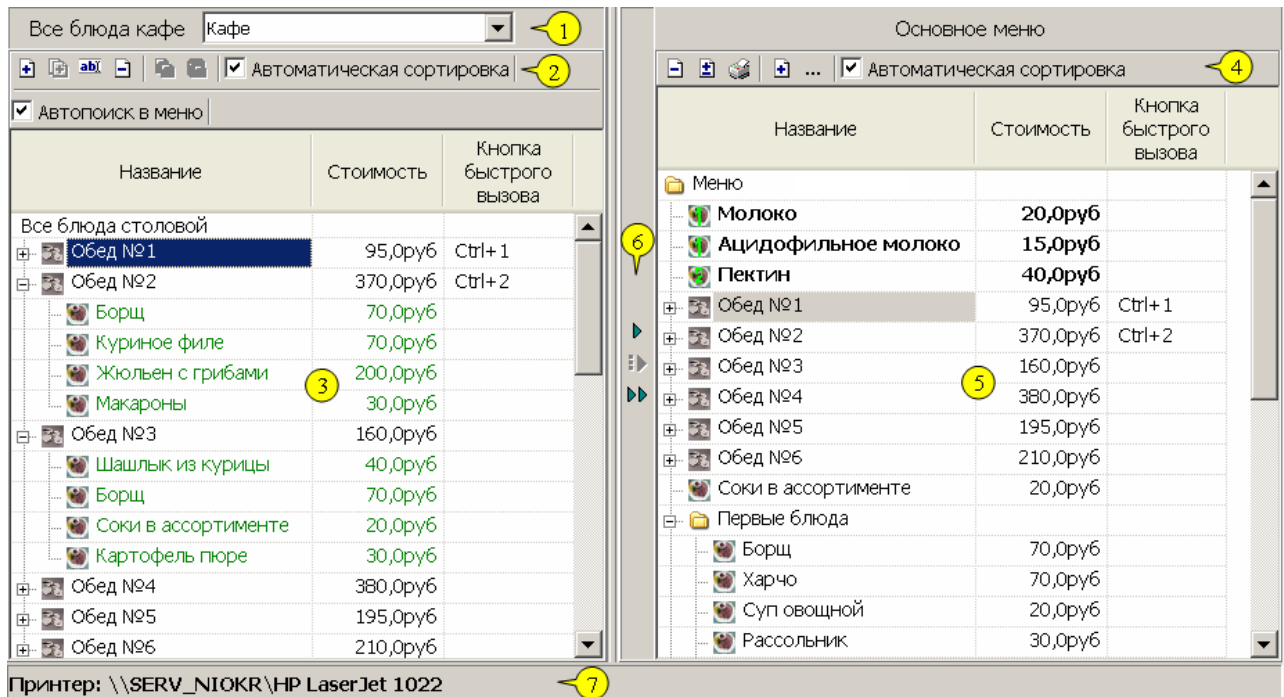 Все блюда кафе Кафе 1
abl Автоматическая сортировка 2
Автопоиск в меню
Название Стоимость Кнопка быстрого вызова
Все блюда столовой
Обед №1 95,0руб Ctrl+1
Обед №2 370,0руб Ctrl+2
Борщ 70,0руб
Куриное филе 70,0руб
Жюльен с грибами 200,0руб
3
Макароны 30,0руб
Обед №3 160,0руб
Шашлык из курицы 40,0руб
Борщ 70,0руб
Соки в ассортименте 20,0руб
Картофель пюре 30,0руб
Обед №4 380,0руб
Обед №5 195,0руб
Обед №6 210,0руб
6
Основное меню
... Автоматическая сортировка 4
Название Стоимость Кнопка быстрого вызова
Меню
Молоко 20,0руб
Ацидофильное молоко 15,0руб
Пектин 40,0руб
Обед №1 95,0руб Ctrl+1
Обед №2 370,0руб Ctrl+2
Обед №3 160,0руб
5
Обед №4 380,0руб
Обед №5 195,0руб
Обед №6 210,0руб
Соки в ассортименте 20,0руб
Первые блюда
Борщ 70,0руб
Харчо 70,0руб
Суп овощной 20,0руб
Рассольник 30,0руб
Принтер: \\SERV_NIOKR\HP LaserJet 1022 7